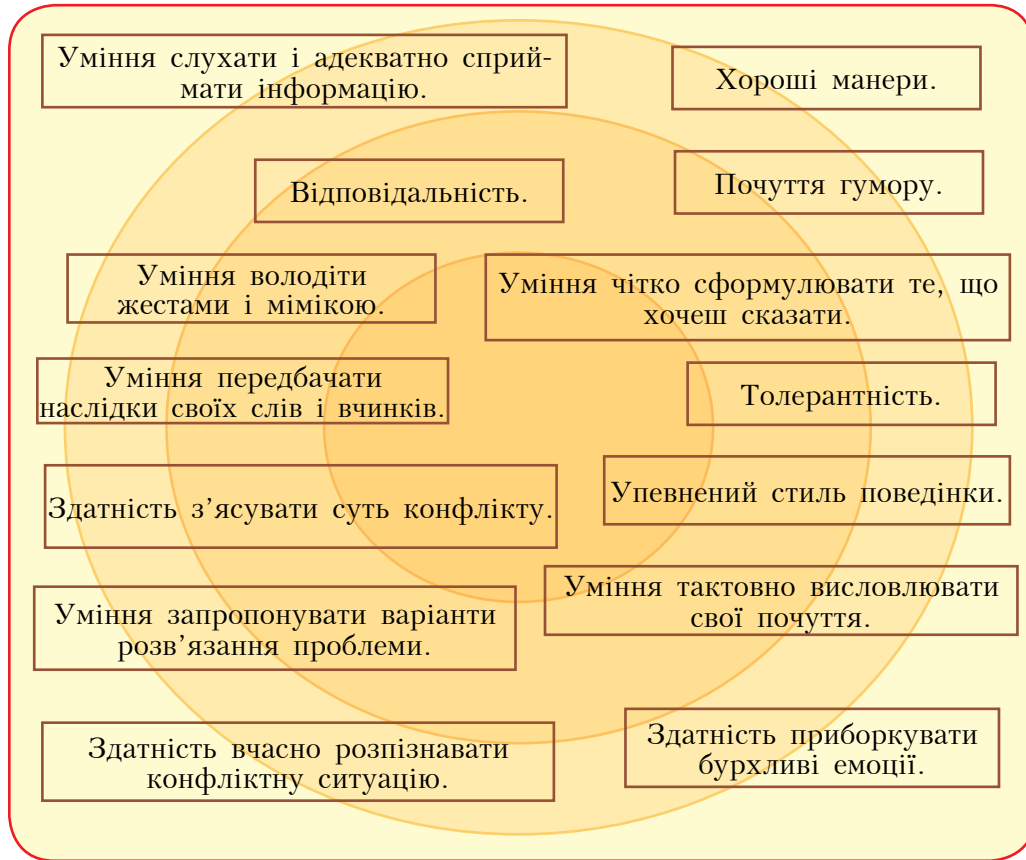 Уміння слухати і адекватно сприй-
мати інформацію.
Хороші манери.
Відповідальність.
Почуття гумору.
Уміння володіти
жестами і мімікою.
Уміння чітко сформулювати те, що
хочеш сказати.
Уміння передбачати
наслідки своїх слів і вчинків.
Толерантність.
Здатність з’ясувати суть конфлікту.
Упевнений стиль поведінки.
Уміння запропонувати варіанти
розв’язання проблеми.
Уміння тактовно висловлювати
свої почуття.
Здатність вчасно розпізнавати
конфліктну ситуацію.
Здатність приборкувати
бурхливі емоції.